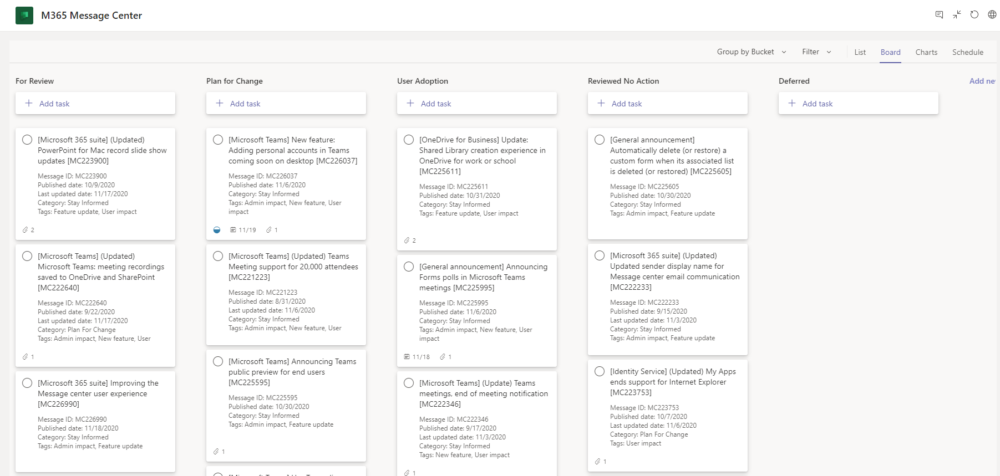 M365 Message Center
Group by Bucket
Filter
List
Board
Charts
Schedule
For Review
Add task
[Microsoft 365 suite] (Updated)
PowerPoint for Mac record slide show
updates [MC223900]
Message ID: MC223900
Published date: 10/9/2020
Last updated date: 11/17/2020
Category: Stay Informed
Tags: Feature update, User impact
2
[Microsoft Teams] (Updated)
Microsoft Teams: meeting recordings
saved to OneDrive and SharePoint
[MC222640]
Message ID: MC222640
Published date: 9/22/2020
Last updated date: 11/17/2020
Category: Plan For Change
Tags: Admin impact, New feature, User
1
[Microsoft 365 suite] Improving the
Message center user experience
[MC226990]
Message ID: MC226990
Published date: 11/18/2020
Category: Stay Informed
Tags: Admin impact, Feature update
Plan for Change
Add task
[Microsoft Teams] New feature:
Adding personal accounts in Teams
coming soon on desktop [MC226037]
Message ID: MC226037
Published date: 11/6/2020
Category: Stay Informed
Tags: Admin impact, New feature, User
impact
11/19
1
[Microsoft Teams] (Updated) Teams
Meeting support for 20,000 attendees
[MC221223]
Message ID: MC221223
Published date: 8/31/2020
Last updated date: 11/6/2020
Category: Stay Informed
Tags: Admin impact, New feature, User
[Microsoft Teams] Announcing Teams
public preview for end users
[MC225595]
Message ID: MC225595
Published date: 10/30/2020
Category: Stay Informed
Tags: Admin impact, Feature update
1
User Adoption
Add task
[OneDrive for Business] Update:
Shared Library creation experience in
OneDrive for work or school
[MC225611]
Message ID: MC225611
Published date: 10/31/2020
Category: Stay Informed
Tags: Feature update, User impact
2
[General announcement] Announcing
Forms polls in Microsoft Teams
meetings [MC225995]
Message ID: MC225995
Published date: 11/6/2020
Category: Stay Informed
Tags: Admin impact, New feature, User
impact
11/18
1
[Microsoft Teams] (Update) Teams
meetings, end of meeting notification
[MC222346]
Message ID: MC222346
Published date: 9/17/2020
Last updated date: 11/3/2020
Category: Stay Informed
Tags: New feature, User impact
1
Reviewed No Action
Add task
[General announcement]
Automatically delete (or restore) a
custom form when its associated list
is deleted (or restored) [MC225605]
Message ID: MC225605
Published date: 10/30/2020
Category: Stay Informed
Tags: Admin impact, Feature update
[Microsoft 365 suite] (Updated)
Updated sender display name for
Message center email communication
[MC222233]
Message ID: MC222233
Published date: 9/15/2020
Last updated date: 11/3/2020
Category: Stay Informed
Tags: Admin impact, Feature update
[Identity Service] (Updated) My Apps
ends support for Internet Explorer
[MC223753]
Message ID: MC223753
Published date: 10/7/2020
Last updated date: 11/6/2020
Category: Plan For Change
Tags: User impact
1
Deferred
Add task
Add